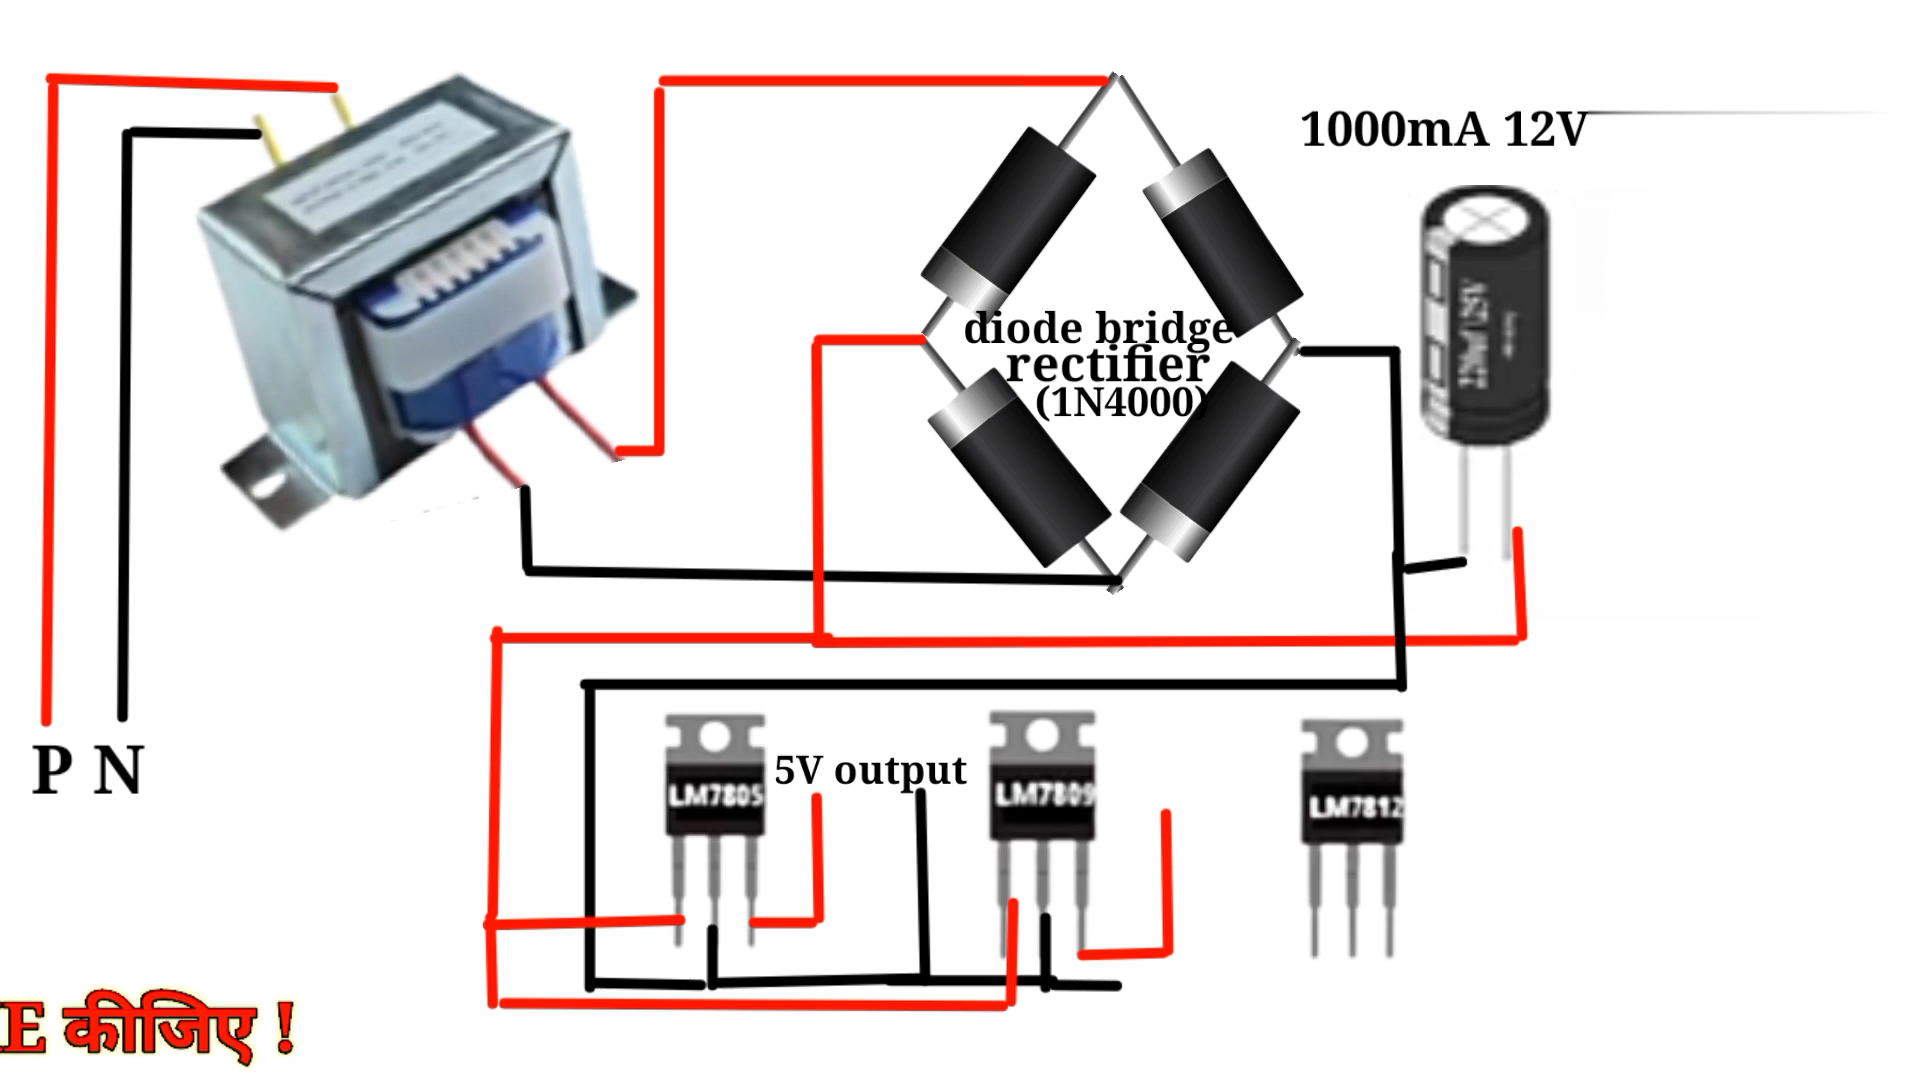 1000mA 12V
diode bridge
rectifier
(1N4000)
P N
5V output
LM7805
LM7809
LM7812
कीजिए !